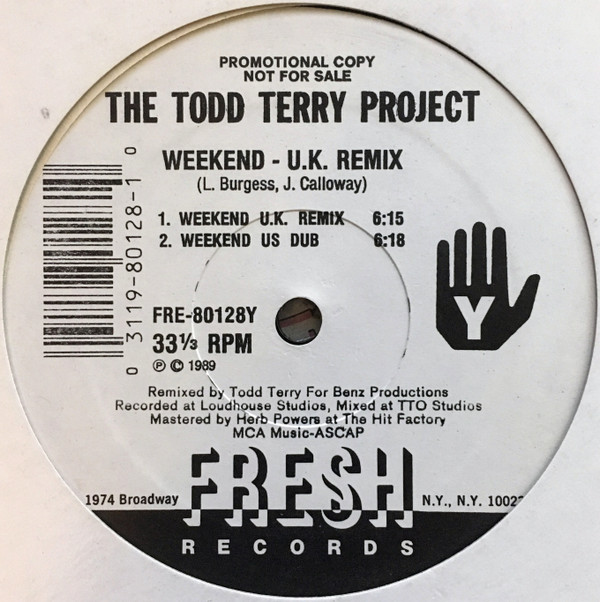 PROMOTIONAL COPY
NOT FOR SALE
THE TODD TERRY PROJECT
WEEKEND - U.K. REMIX
(L. Burgess, J. Calloway)
1. WEEKEND U.K. REMIX 6:15
2. WEEKEND US DUB 6:18
0 3119-80128-1 0
Y
FRE-80128Y
33⅓ RPM
℗ © 1989
Remixed by Todd Terry For Benz Productions
Recorded at Loudhouse Studios, Mixed at TTO Studios
Mastered by Herb Powers at The Hit Factory
MCA Music-ASCAP
1974 Broadway FRESH N.Y., N.Y.
RECORDS